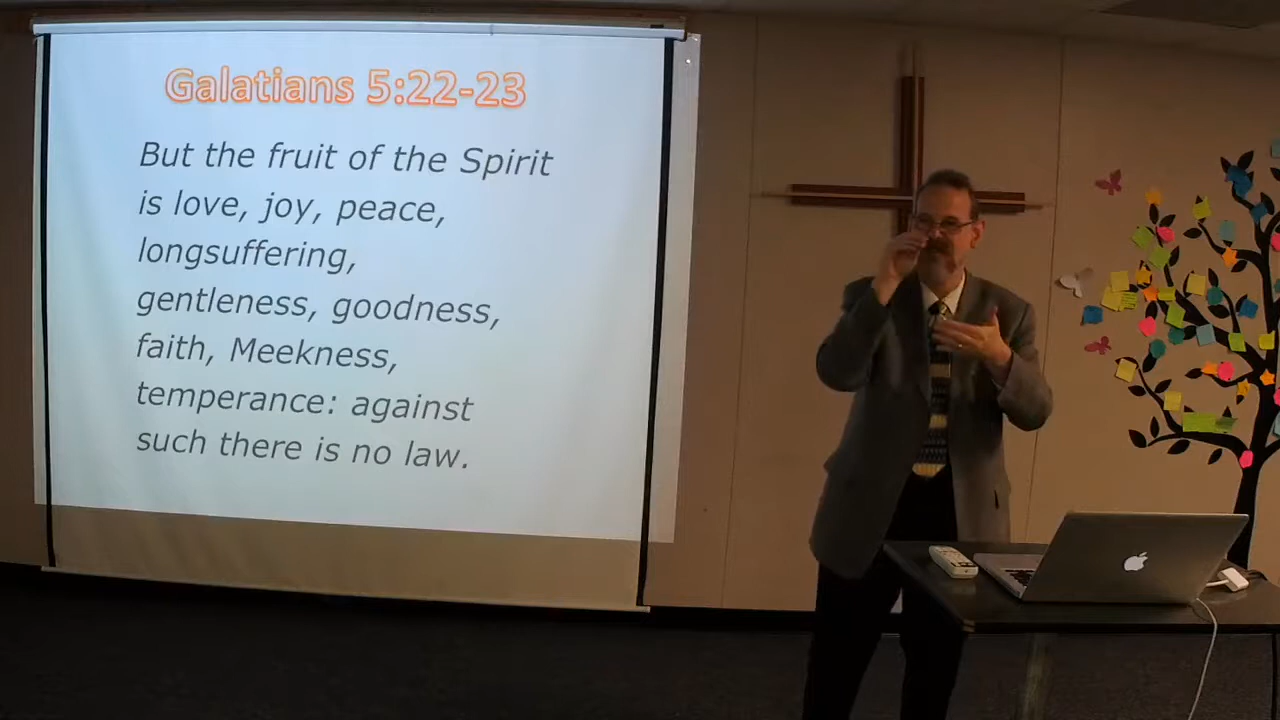 Galatians 5:22-23
But the fruit of the Spirit
is love, joy, peace,
longsuffering,
gentleness, goodness,
faith, Meekness,
temperance: against
such there is no law.